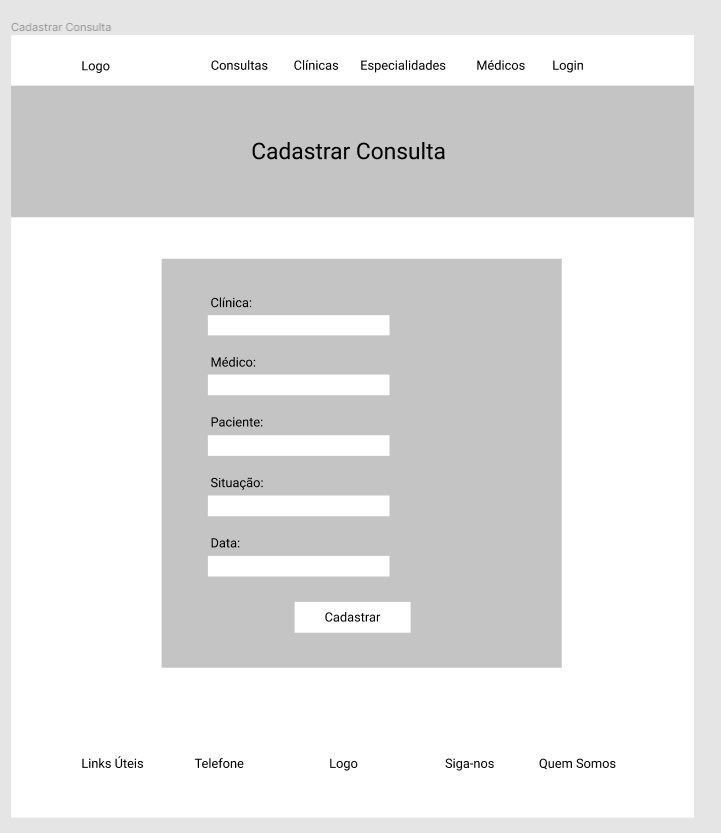 Cadastrar Consulta
Logo Consultas Clínicas Especialidades Médicos Login
Cadastrar Consulta
Clínica:
Médico:
Paciente:
Situação:
Data:
Cadastrar
Links Úteis Telefone Logo Siga-nos Quem Somos